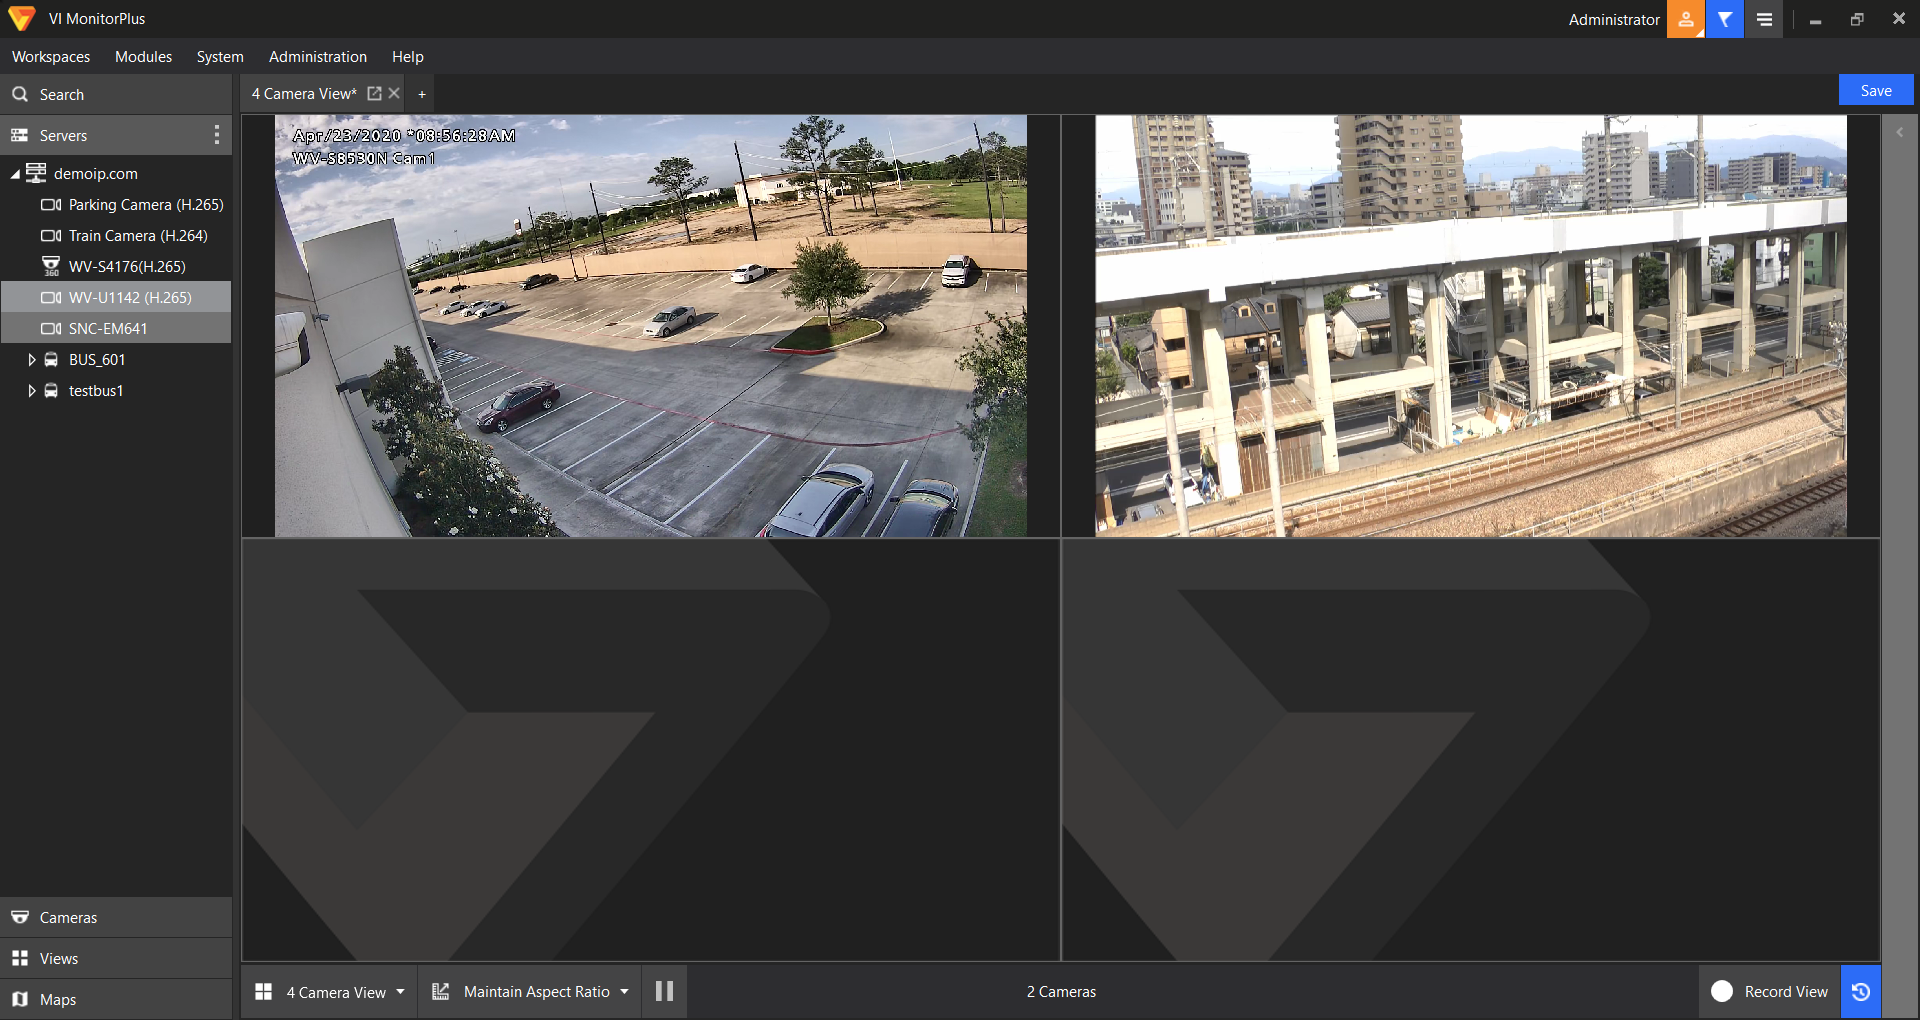 VI MonitorPlus
Administrator
Workspaces Modules System Administration Help
Search
4 Camera View* +
Save
Servers
demoip.com
Parking Camera (H.265)
Train Camera (H.264)
WV-S4176(H.265)
WV-U1142 (H.265)
SNC-EM641
BUS_601
testbus1
Apr/23/2020 *08:56:28AM
WV-S8530N Cam1
Cameras
Views
Maps
4 Camera View
Maintain Aspect Ratio
2 Cameras
Record View